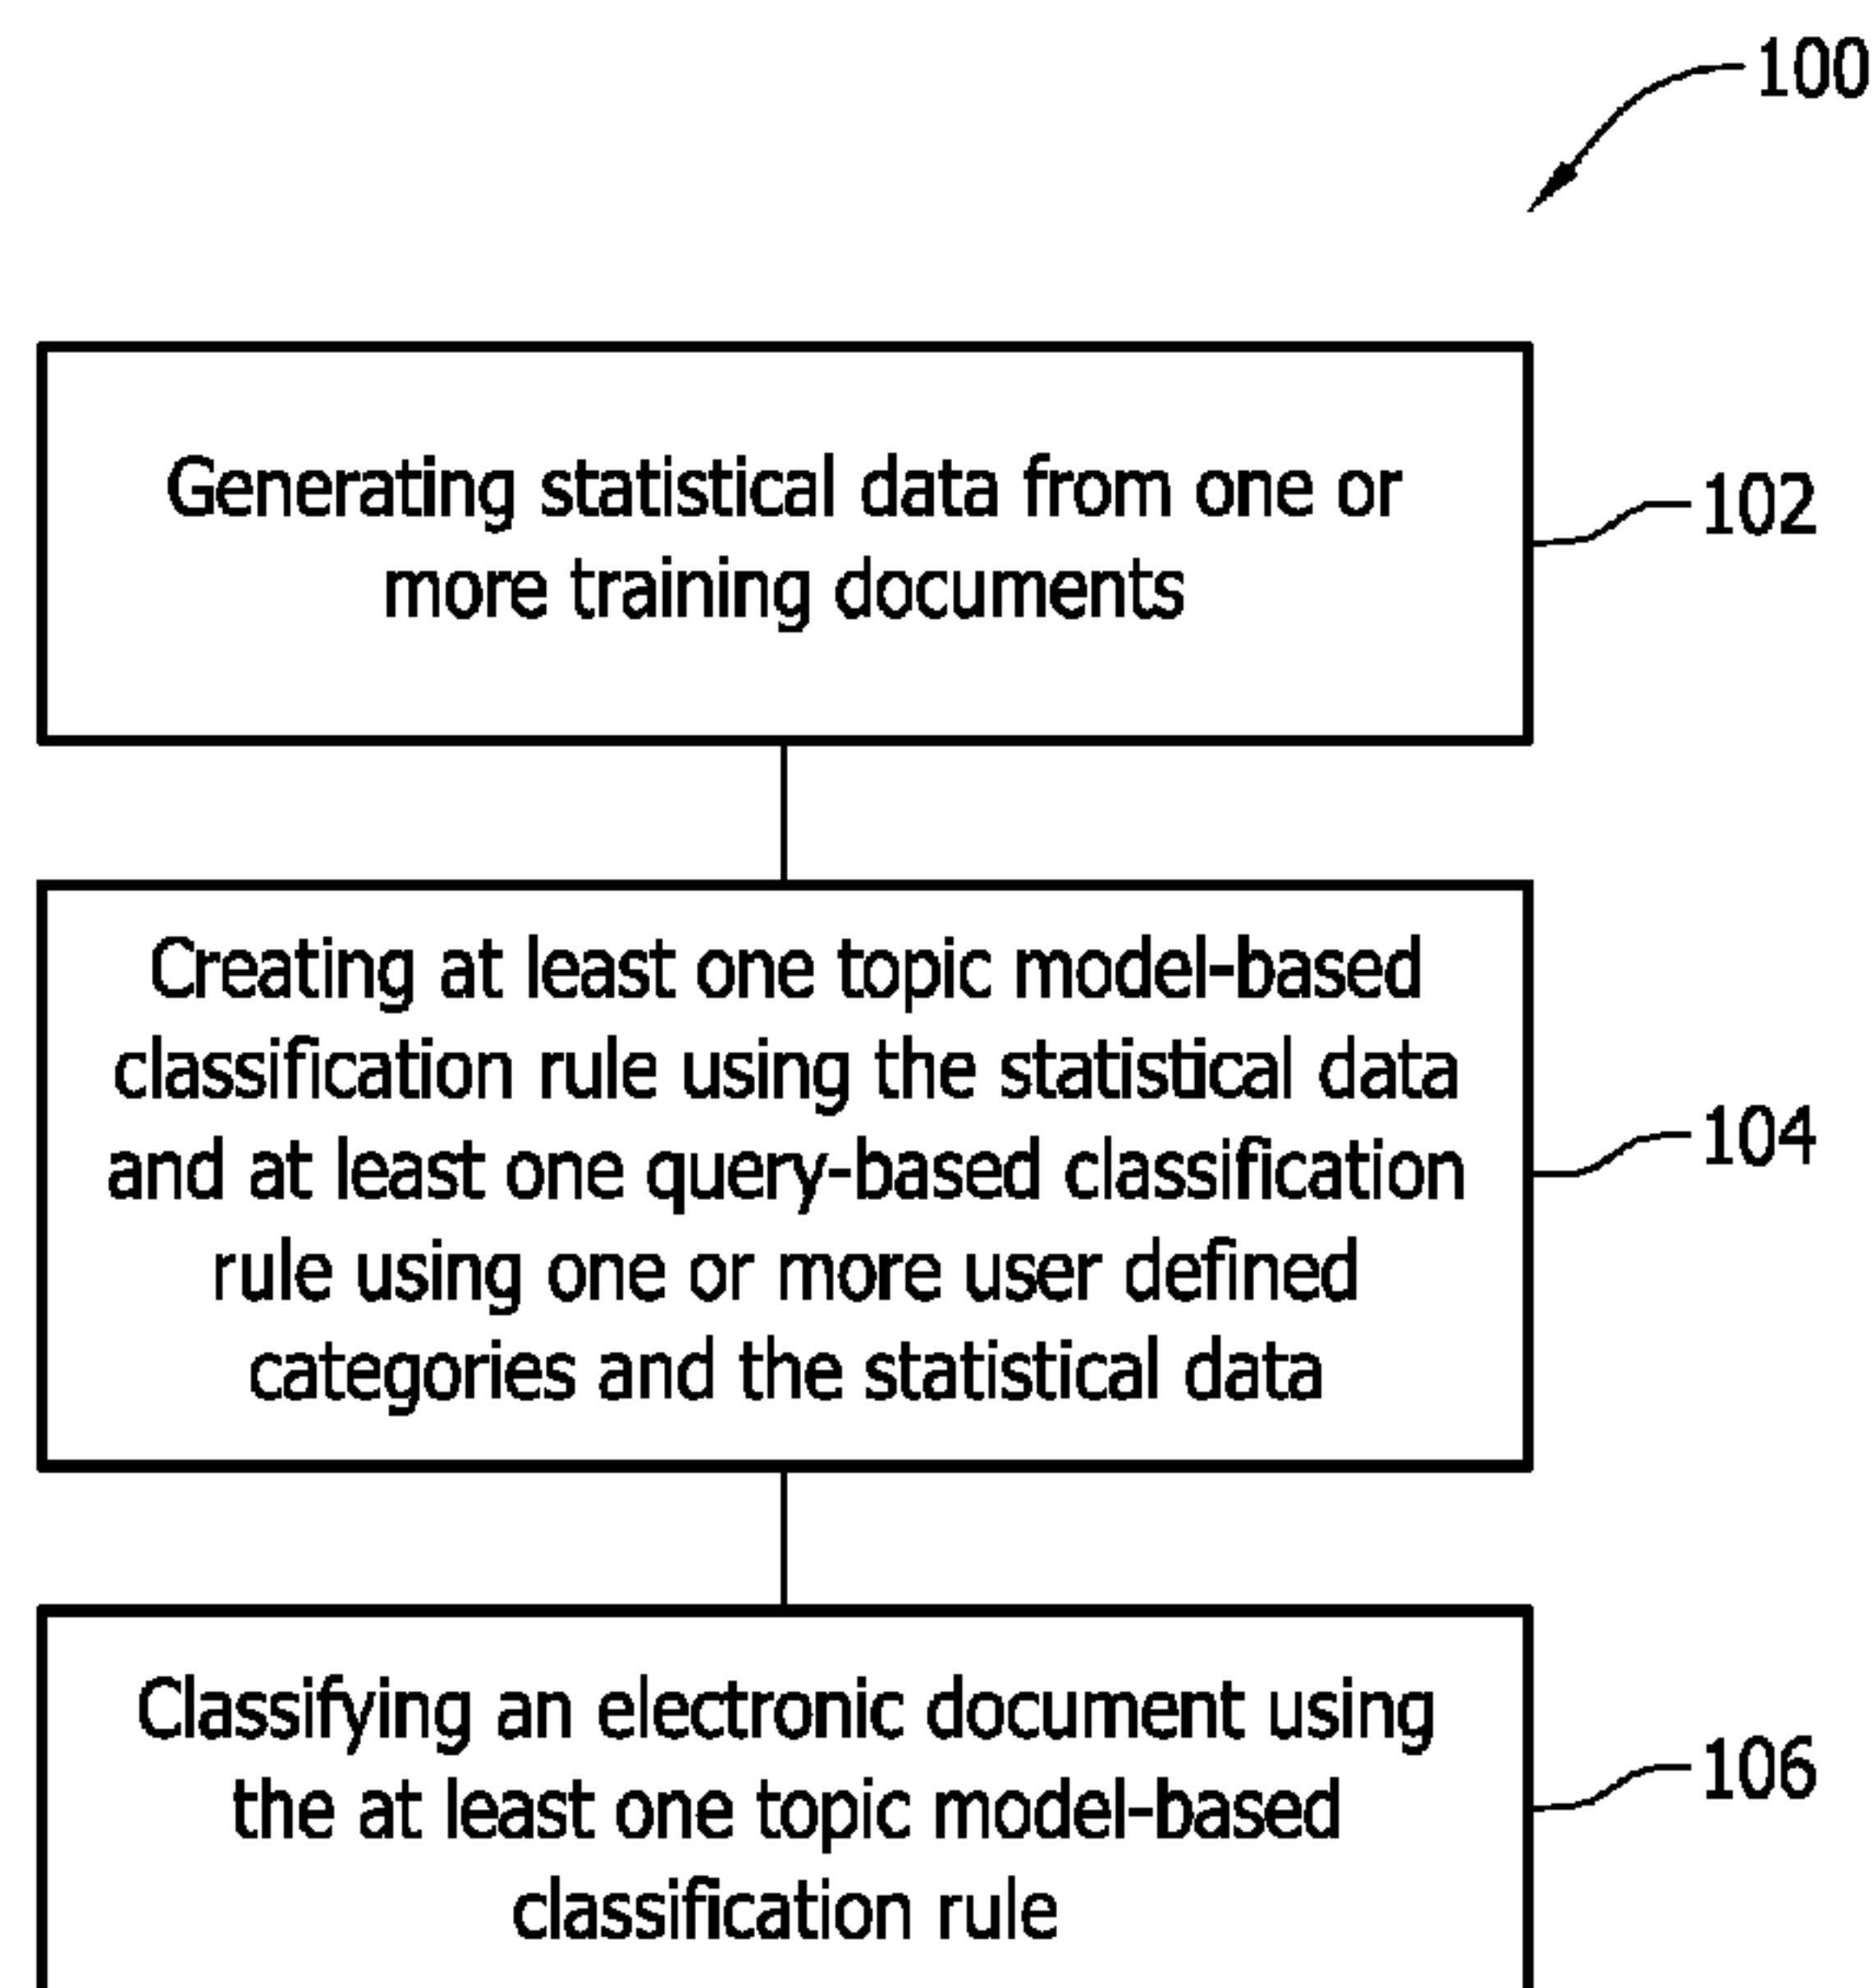 100
Generating statistical data from one or
more training documents
102
Creating at least one topic model-based
classification rule using the statistical data
and at least one query-based classification
rule using one or more user defined
categories and the statistical data
104
Classifying an electronic document using
the at least one topic model-based
classification rule
106